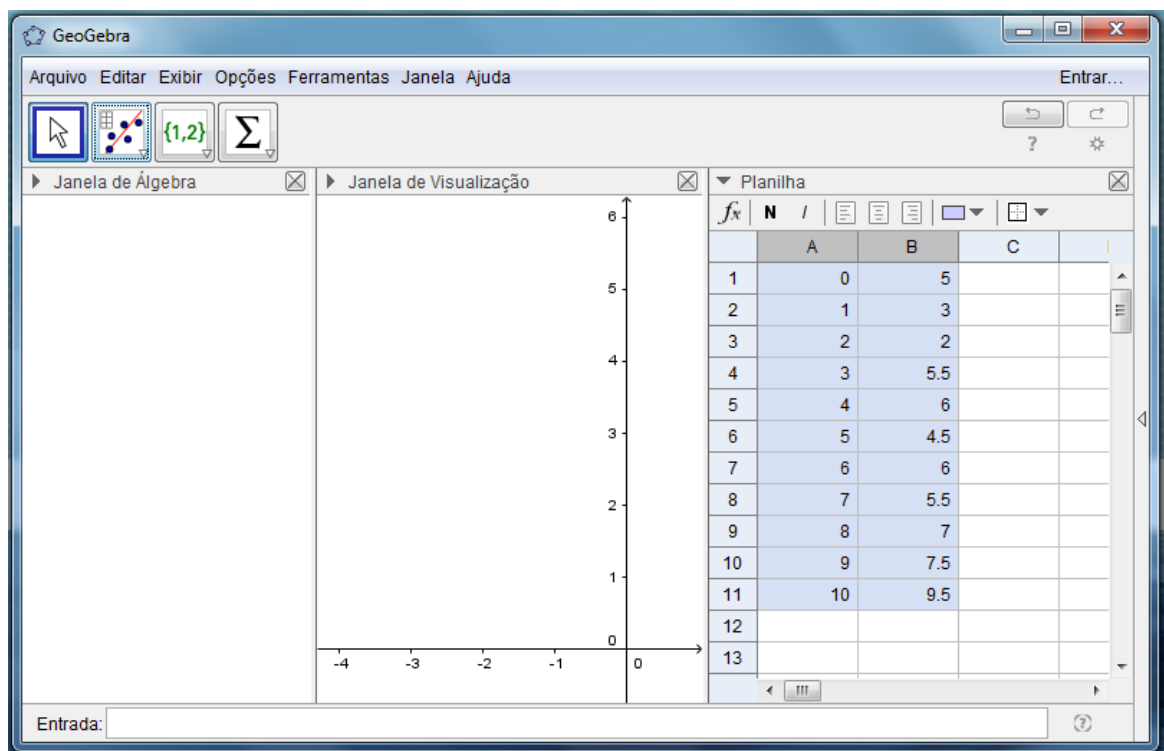 GeoGebra
Arquivo Editar Exibir Opções Ferramentas Janela Ajuda Entrar...
{1,2} Σ
?
Janela de Álgebra
Janela de Visualização
6
5
4
3
2
1
0
-4 -3 -2 -1 0
Planilha
fx N I
A B C
1 0 5
2 1 3
3 2 2
4 3 5.5
5 4 6
6 5 4.5
7 6 6
8 7 5.5
9 8 7
10 9 7.5
11 10 9.5
12
13
Entrada: ?